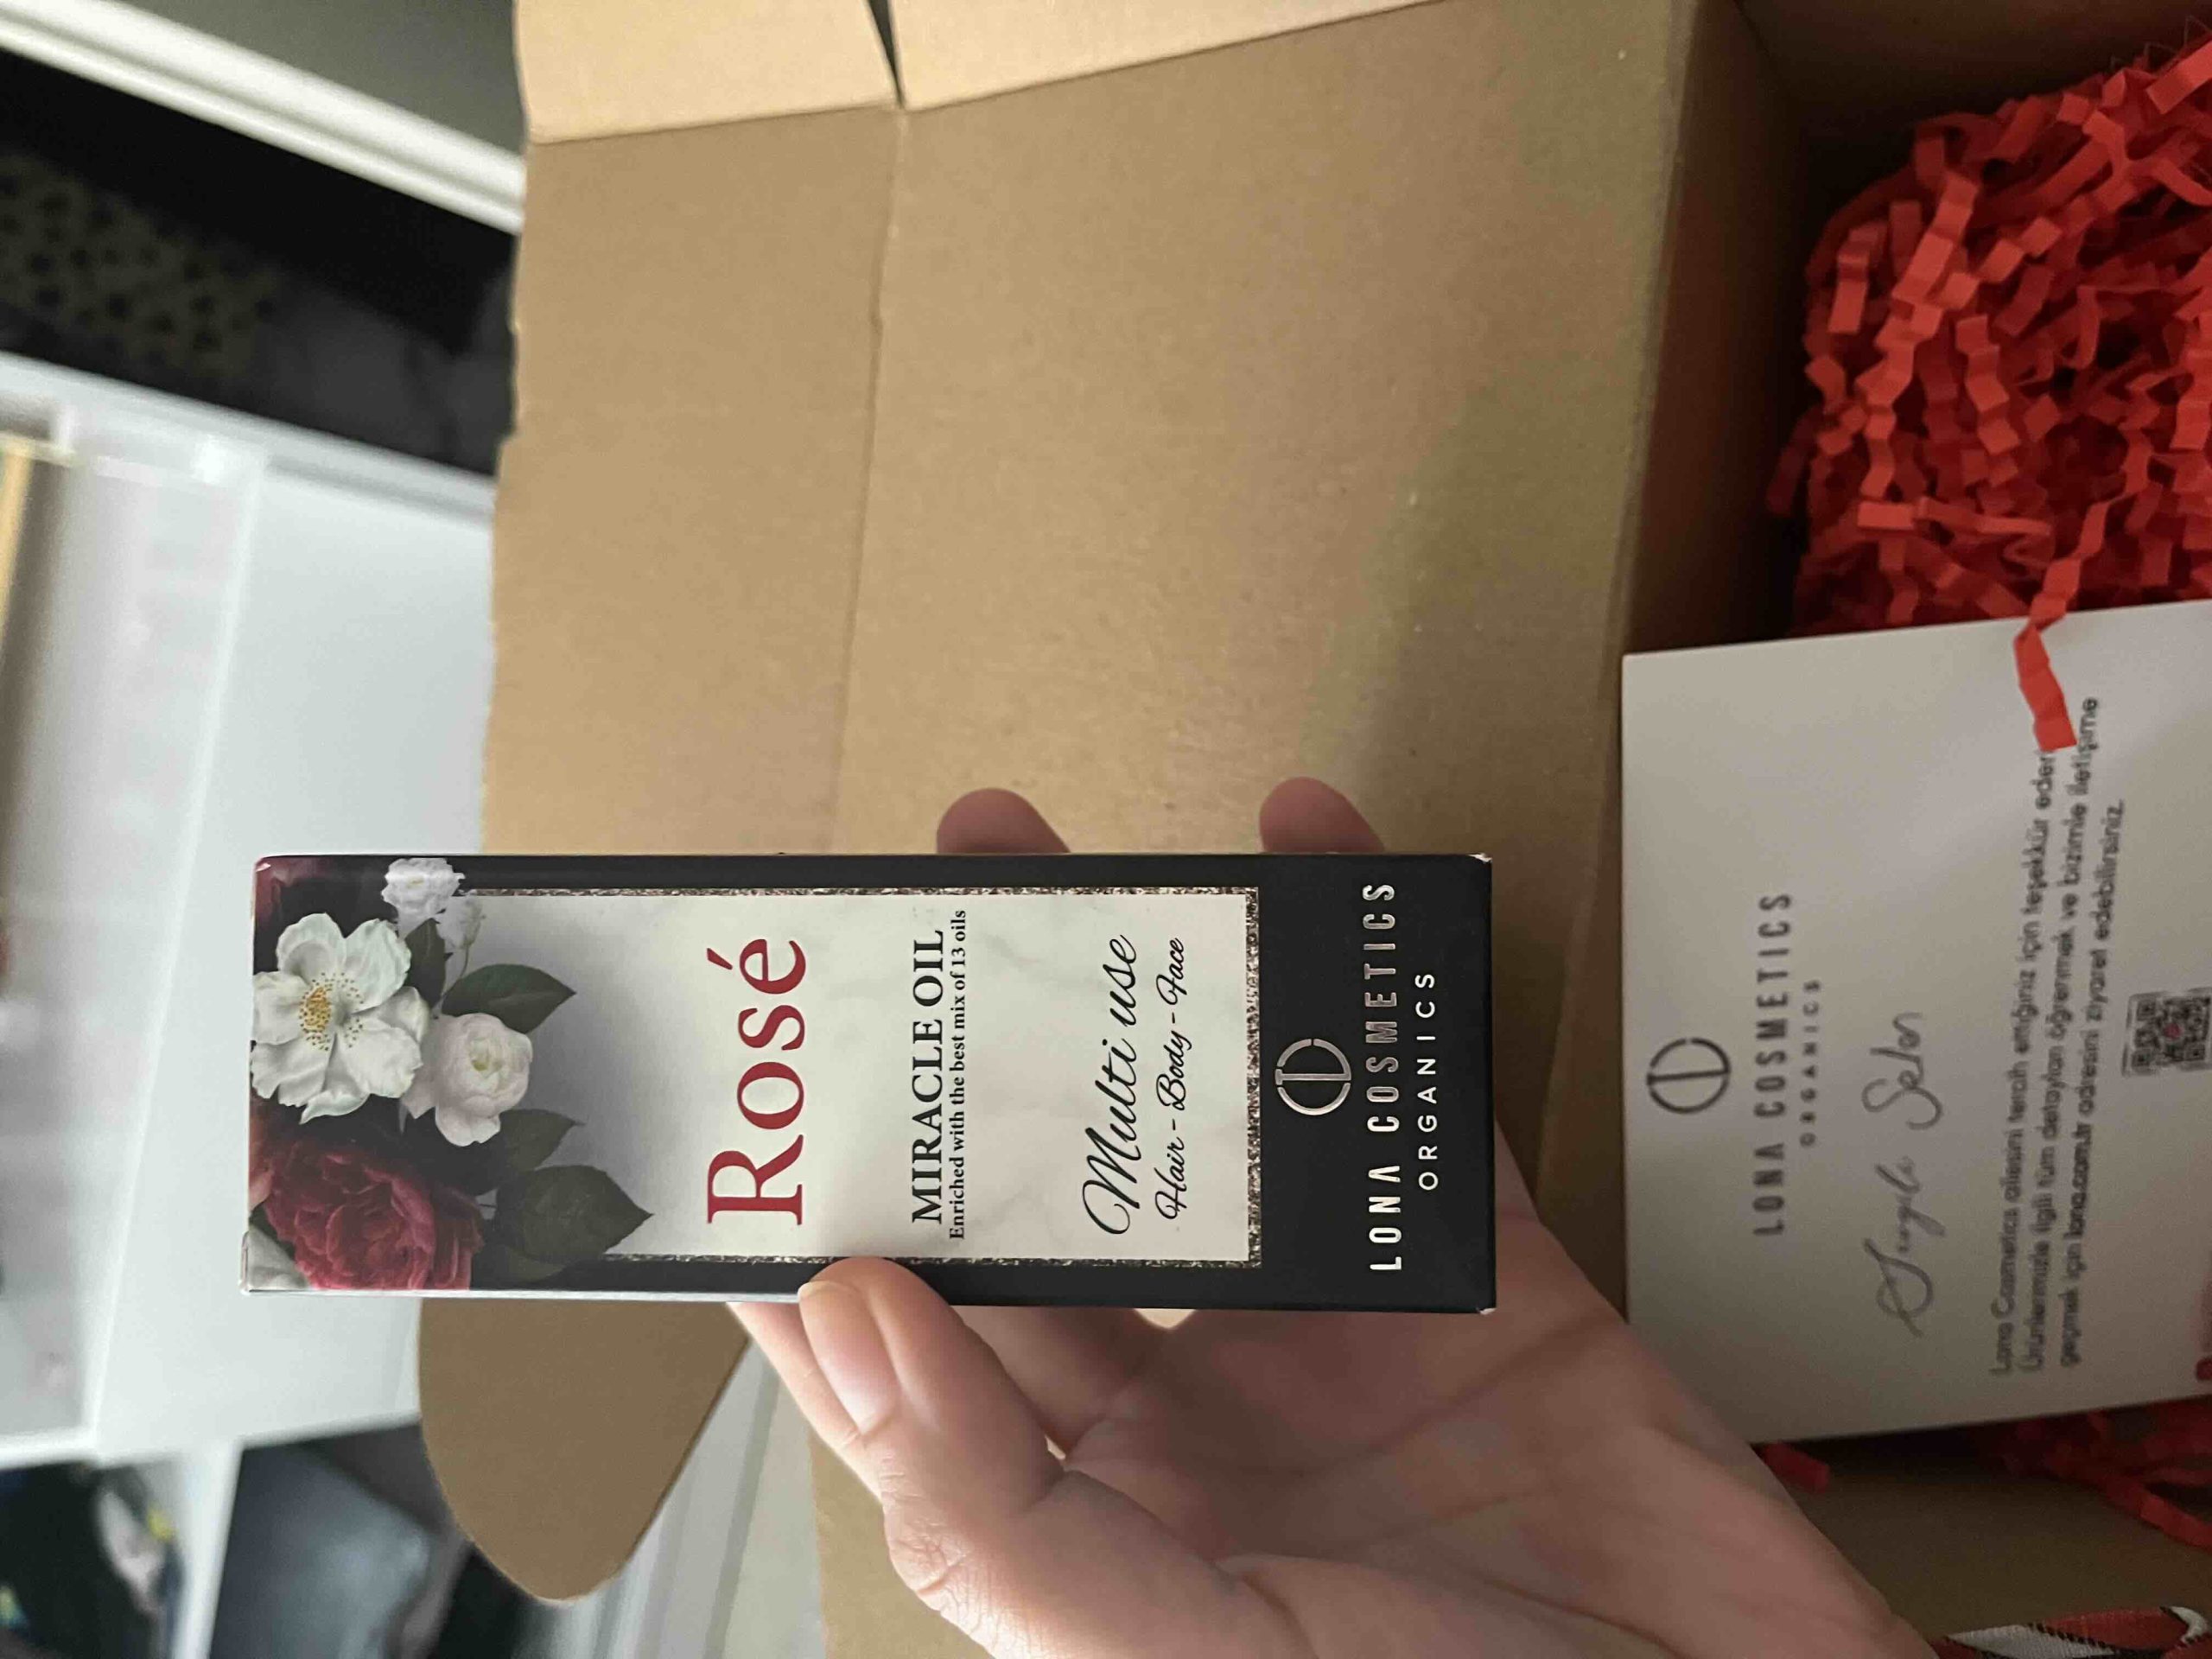 Rosé
MIRACLE OIL
Enriched with the best mix of 13 oils
Multi use
Hair - Body - Face
LONA COSMETICS
ORGANICS
LONA COSMETICS
ORGANICS
Lona Cosmetics ailesini tercih ettiğiniz için teşekkür eder
Ürünlerimizle ilgili tüm detayları öğrenmek ve bizimle iletişime
geçmek için lona.com.tr adresini ziyaret edebilirsiniz.